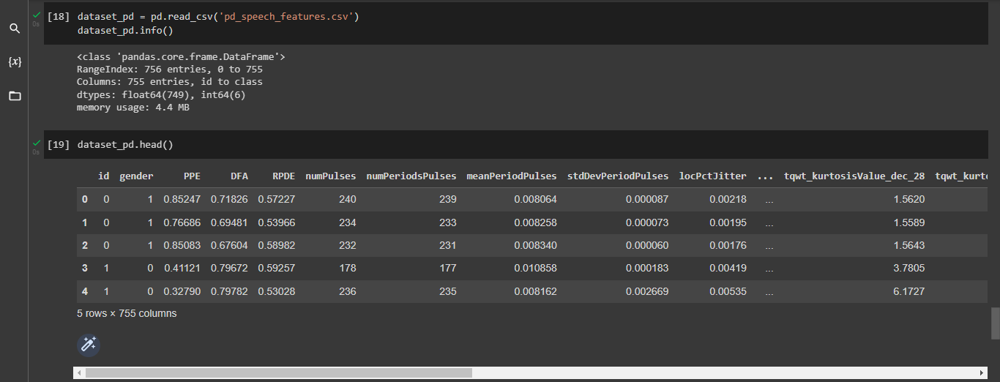 [18] dataset_pd = pd.read_csv('pd_speech_features.csv')
dataset_pd.info()
0s
{x}
<class 'pandas.core.frame.DataFrame'>
RangeIndex: 756 entries, 0 to 755
Columns: 755 entries, id to class
dtypes: float64(749), int64(6)
memory usage: 4.4 MB
[19] dataset_pd.head()
0s
id gender PPE DFA RPDE numPulses numPeriodsPulses meanPeriodPulses stdDevPeriodPulses locPctJitter ... tqwt_kurtosisValue_dec_28 tqwt_kurto
0 0 1 0.85247 0.71826 0.57227 240 239 0.008064 0.000087 0.00218 ... 1.5620
1 0 1 0.76686 0.69481 0.53966 234 233 0.008258 0.000073 0.00195 ... 1.5589
2 0 1 0.85083 0.67604 0.58982 232 231 0.008340 0.000060 0.00176 ... 1.5643
3 1 0 0.41121 0.79672 0.59257 178 177 0.010858 0.000183 0.00419 ... 3.7805
4 1 0 0.32790 0.79782 0.53028 236 235 0.008162 0.002669 0.00535 ... 6.1727
5 rows × 755 columns